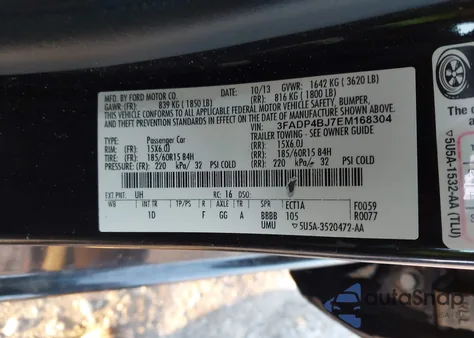 MFD. BY FORD MOTOR CO.
DATE: 10/13 GVWR: 1642 KG ( 3620 LB)
GAWR: (FR): 839 KG ( 1850 LB) (RR): 816 KG ( 1800 LB)
THIS VEHICLE CONFORMS TO ALL APPLICABLE FEDERAL MOTOR VEHICLE SAFETY, BUMPER,
AND THEFT PREVENTION STANDARDS IN EFFECT ON THE DATE OF MANUFACTURE SHOWN ABOVE.
VIN: 3FADP4BJ7EM168304
TRAILER TOWING - SEE OWNERS GUIDE
TYPE: Passenger Car
RIM: (FR): 15X6.0J (RR): 15X6.0J
TIRE: (FR): 185/60R15 84H (RR): 185/60R15 84H
PRESSURE: (FR): 220 kPa/ 32 PSI COLD (RR): 220 kPa/ 32 PSI COLD
EXT PNT: UH RC: 16 DSO:
WB INT TR TP/PS R AXLE TR SPR ECT1A F0059
1D F GG A BBBB 105 R0077
UMU 5U5A-3520472-AA
5U5A-1532-AA (TLU)
autoSnap